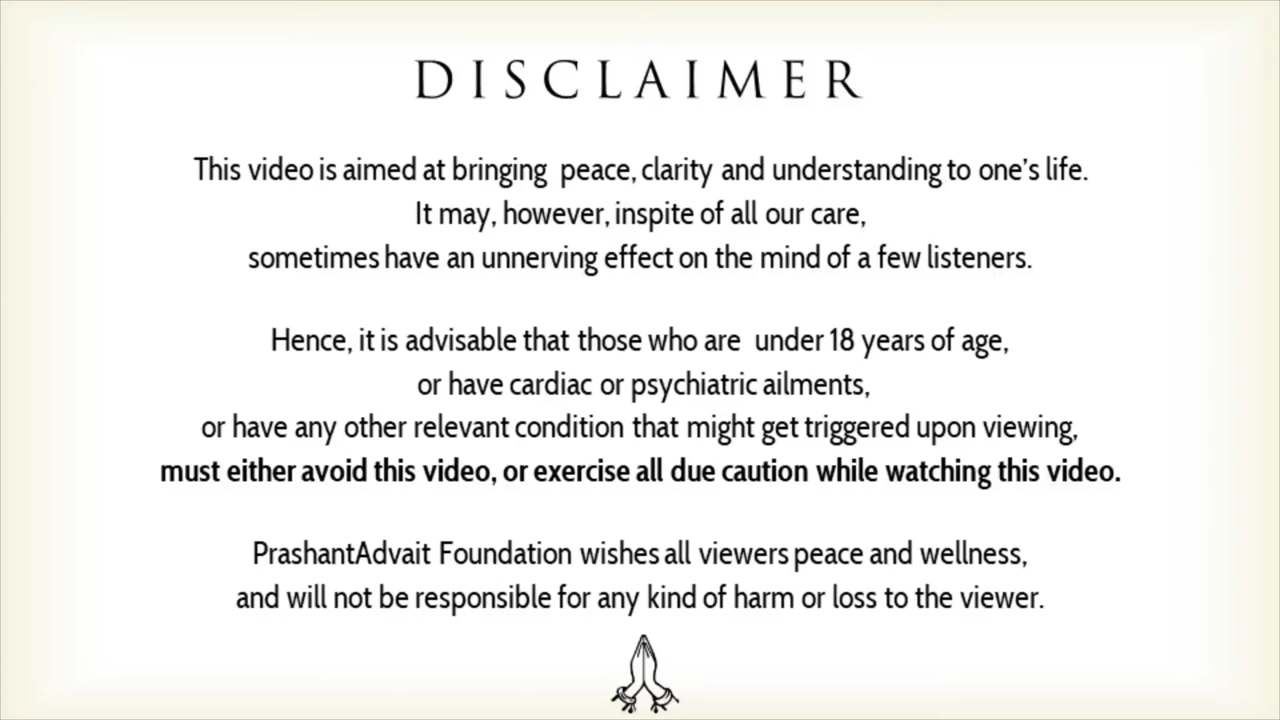 DISCLAIMER
This video is aimed at bringing peace, clarity and understanding to one's life.
It may, however, inspite of all our care,
sometimes have an unnerving effect on the mind of a few listeners.
Hence, it is advisable that those who are under 18 years of age,
or have cardiac or psychiatric ailments,
or have any other relevant condition that might get triggered upon viewing,
must either avoid this video, or exercise all due caution while watching this video.
PrashantAdvait Foundation wishes all viewers peace and wellness,
and will not be responsible for any kind of harm or loss to the viewer.